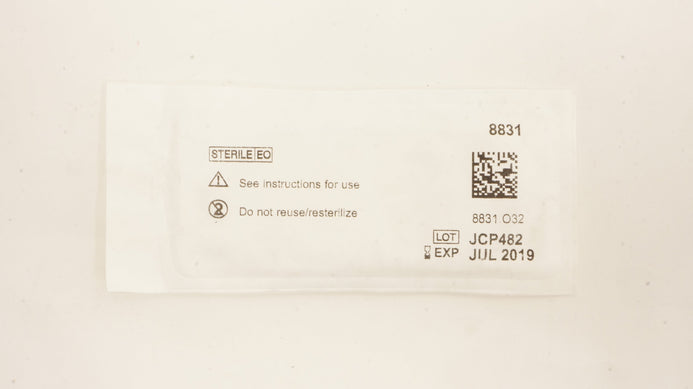 8831
STERILE EO
See instructions for use
Do not reuse/resterilize
8831 O32
LOT JCP482
EXP JUL 2019